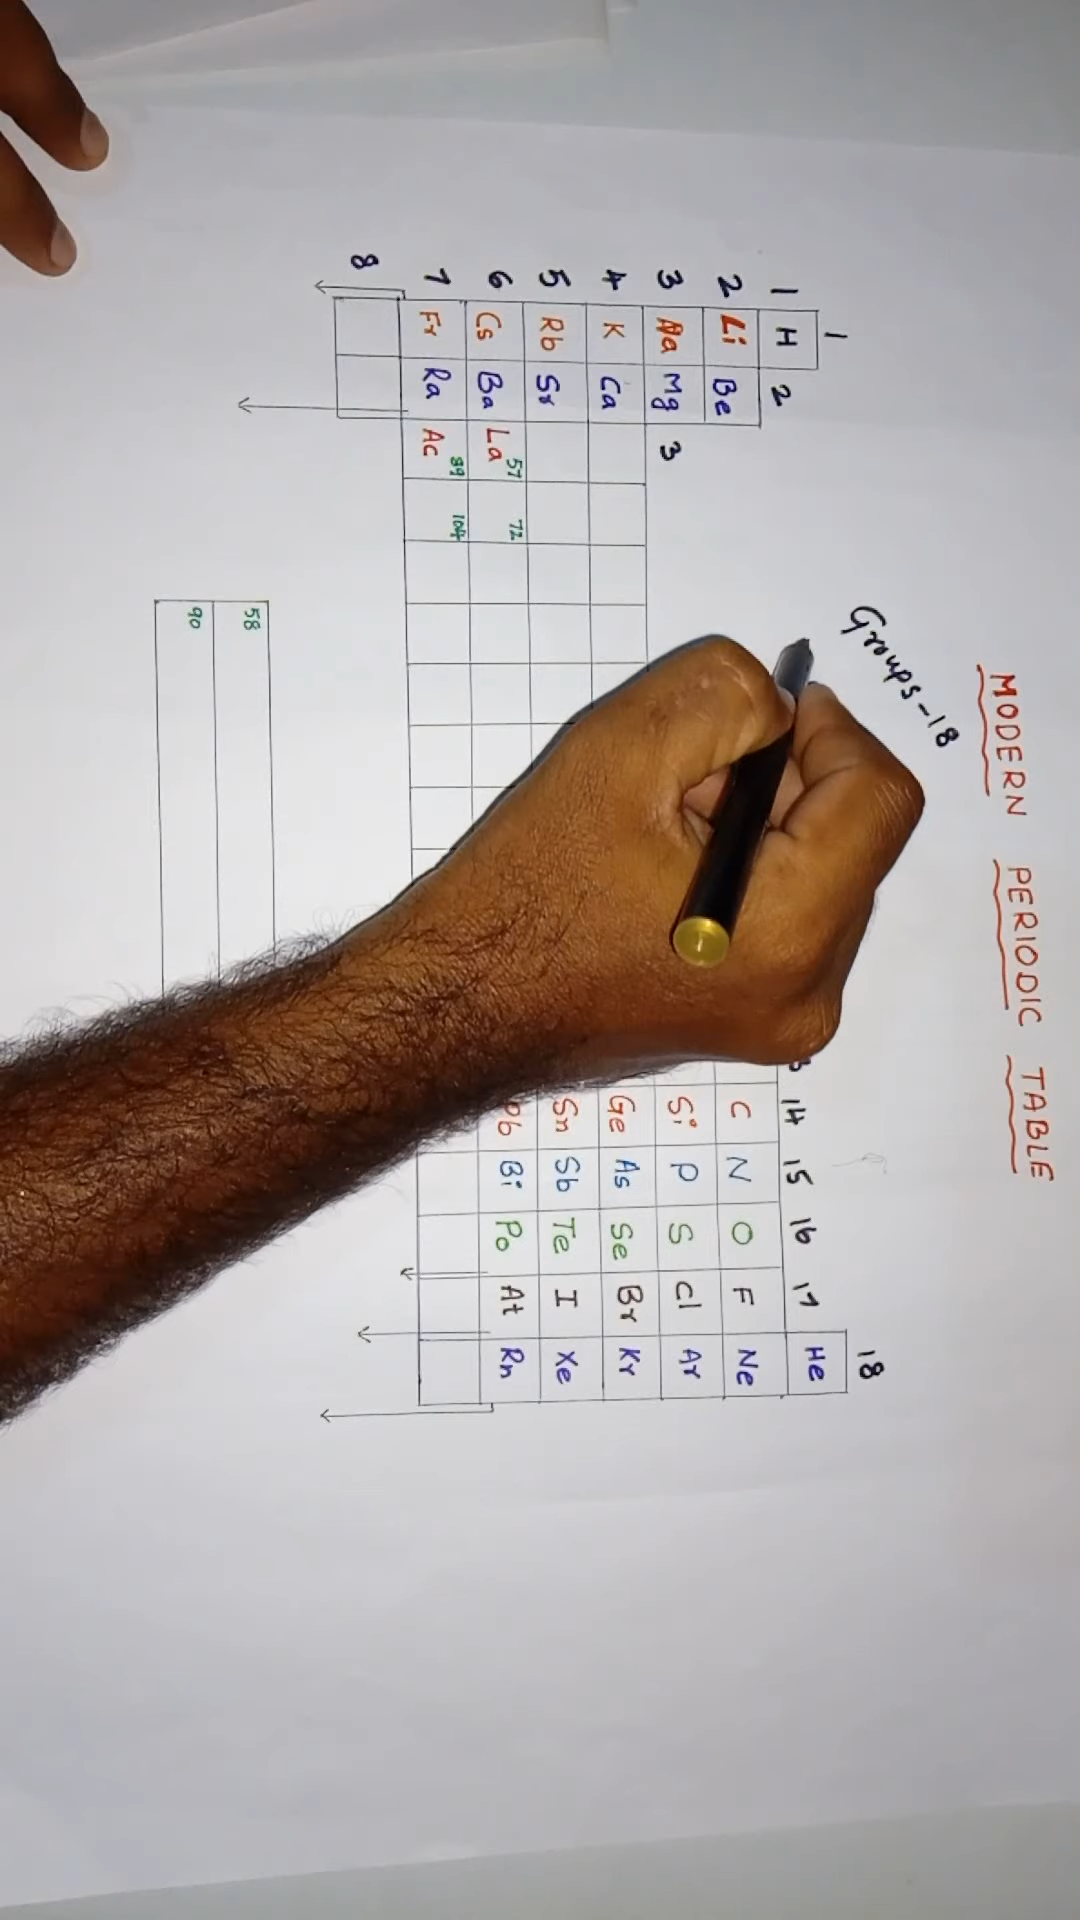 MODERN PERIODIC TABLE
Groups-18
1 18
1 H 2 14 15 16 17 He
2 Li Be C N O F Ne
3 Na Mg 3 Si P S Cl Ar
4 K Ca Ge As Se Br Kr
5 Rb Sr Sn Sb Te I Xe
6 Cs Ba La 57 72 Pb Bi Po At Rn
7 Fr Ra Ac 89 104
8
58
90